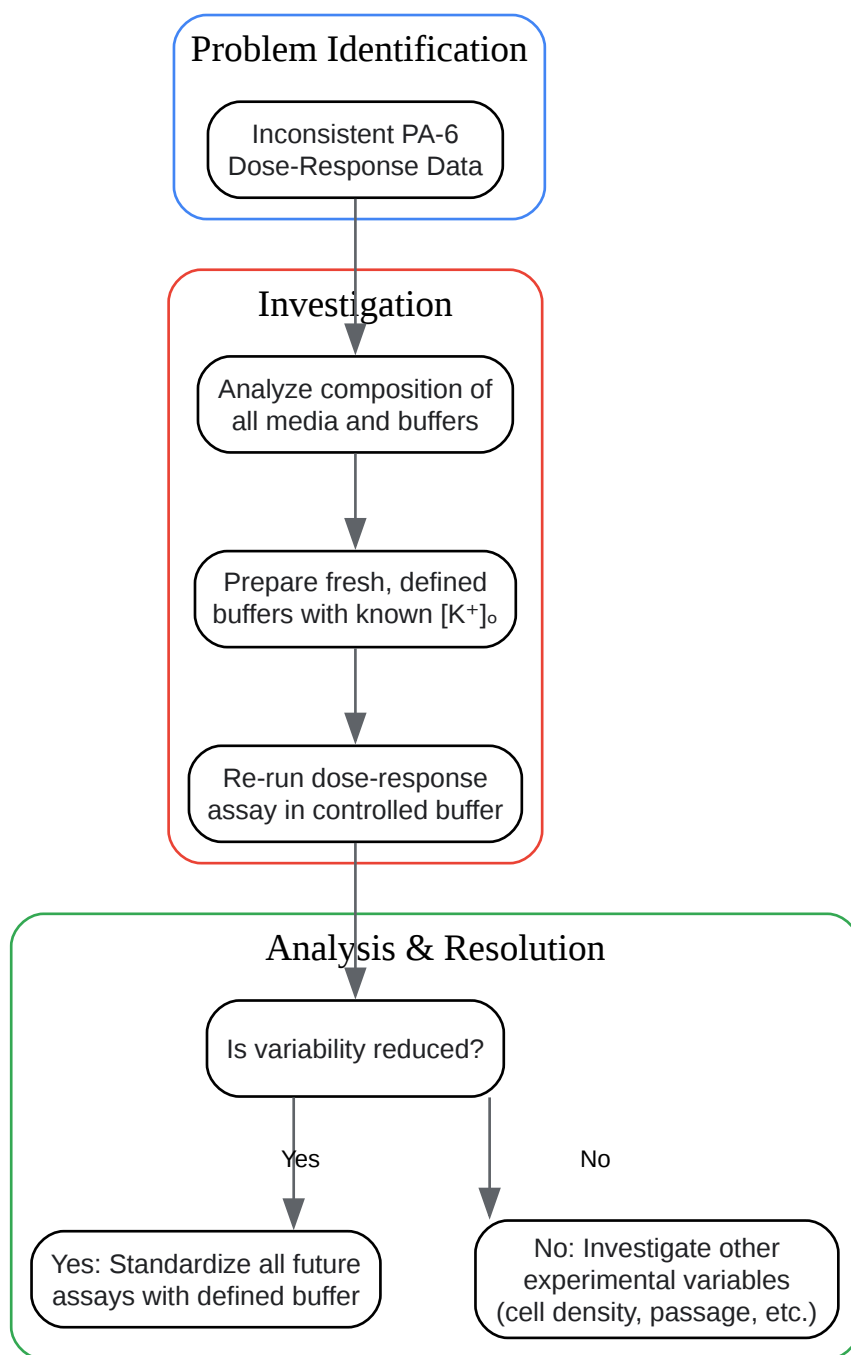 Problem Identification
Inconsistent PA-6
Dose-Response Data
Investigation
Analyze composition of
all media and buffers
Prepare fresh, defined
buffers with known [K⁺]ₒ
Re-run dose-response
assay in controlled buffer
Analysis & Resolution
Is variability reduced?
Yes
No
Yes: Standardize all future
assays with defined buffer
No: Investigate other
experimental variables
(cell density, passage, etc.)